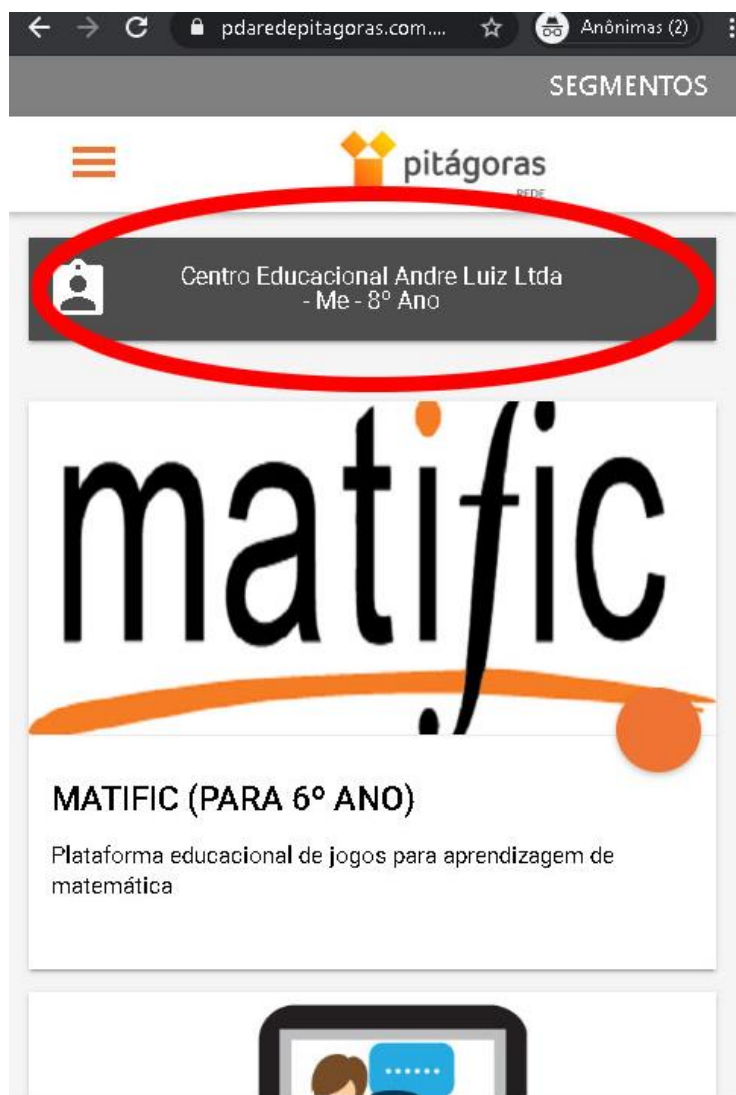 pdaredepitagoras.com....
Anônimas (2)
SEGMENTOS
pitágoras
REDE
Centro Educacional Andre Luiz Ltda
- Me - 8º Ano
matific
MATIFIC (PARA 6º ANO)
Plataforma educacional de jogos para aprendizagem de
matemática